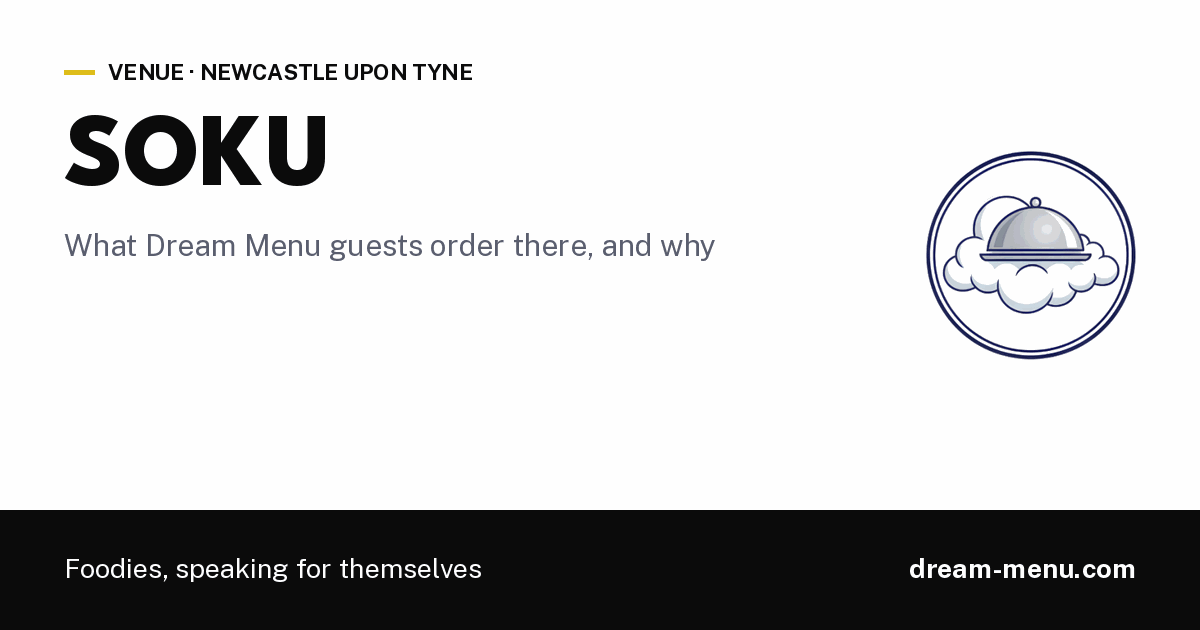 VENUE · NEWCASTLE UPON TYNE
SOKU
What Dream Menu guests order there, and why
Foodies, speaking for themselves
dream-menu.com